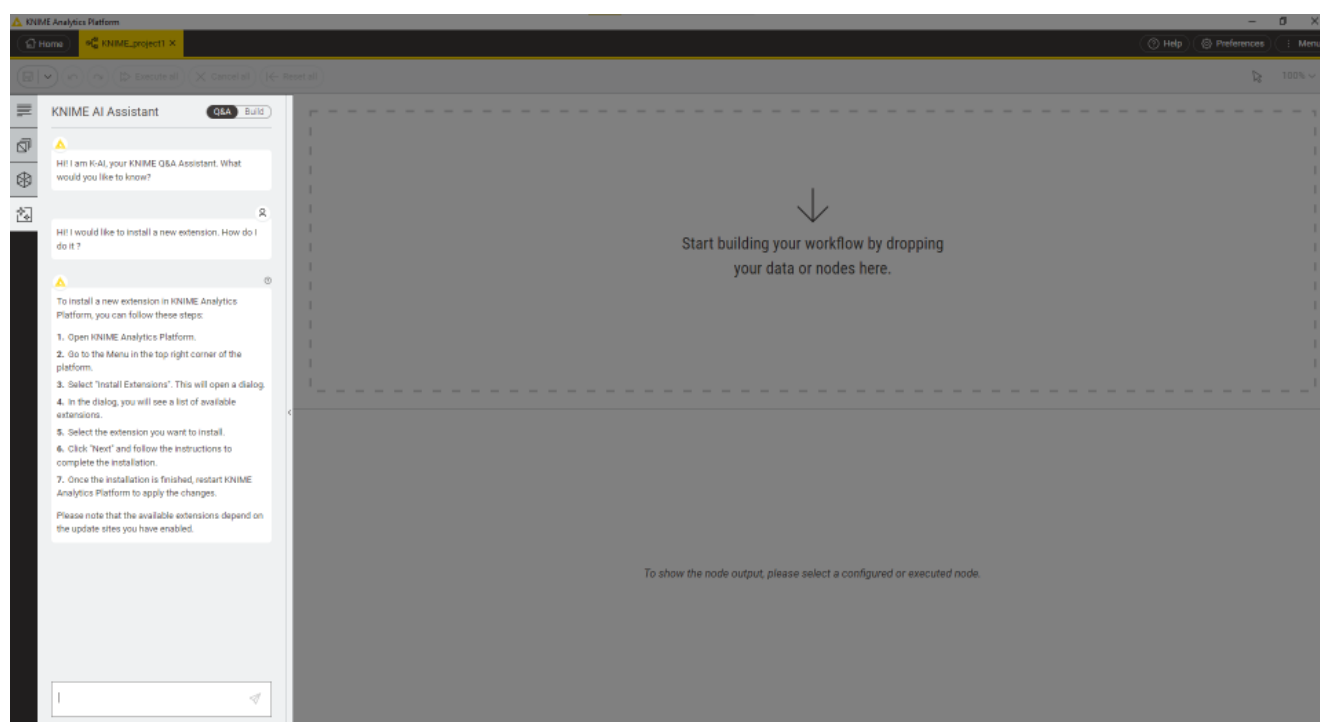 KNIME Analytics Platform
Home
KNIME_project1
Help
Preferences
Menu
Execute all
Cancel all
Reset all
100%
KNIME AI Assistant
Q&A
Build
Hi! I am K-AI, your KNIME Q&A Assistant. What
would you like to know?
Hi! I would like to install a new extension. How do I
do it ?
To install a new extension in KNIME Analytics
Platform, you can follow these steps:
1. Open KNIME Analytics Platform.
2. Go to the Menu in the top right corner of the
platform.
3. Select "Install Extensions". This will open a dialog.
4. In the dialog, you will see a list of available
extensions.
5. Select the extension you want to install.
6. Click "Next" and follow the instructions to
complete the installation.
7. Once the installation is finished, restart KNIME
Analytics Platform to apply the changes.
Please note that the available extensions depend on
the update sites you have enabled.
Start building your workflow by dropping
your data or nodes here.
To show the node output, please select a configured or executed node.